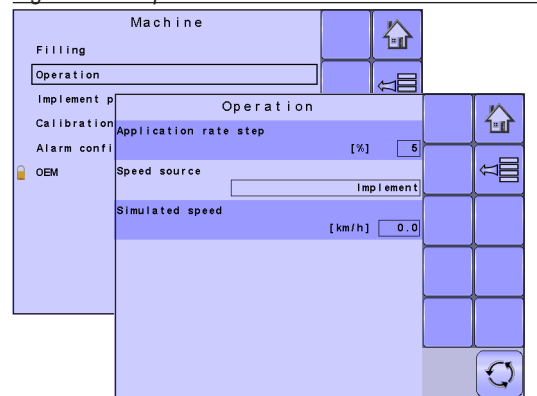 Machine
Filling
Operation
Implement p
Calibration
Alarm confi
OEM
Operation
Application rate step
[%] 5
Speed source
Implement
Simulated speed
[km/h] 0.0